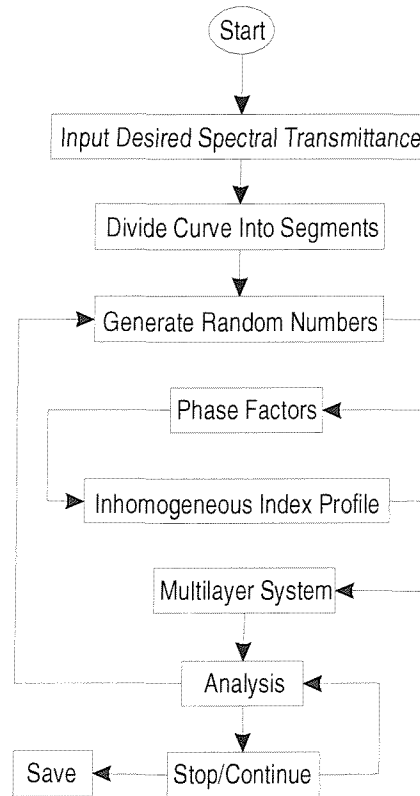 Start
Input Desired Spectral Transmittance
Divide Curve Into Segments
Generate Random Numbers
Phase Factors
Inhomogeneous Index Profile
Multilayer System
Analysis
Save
Stop/Continue